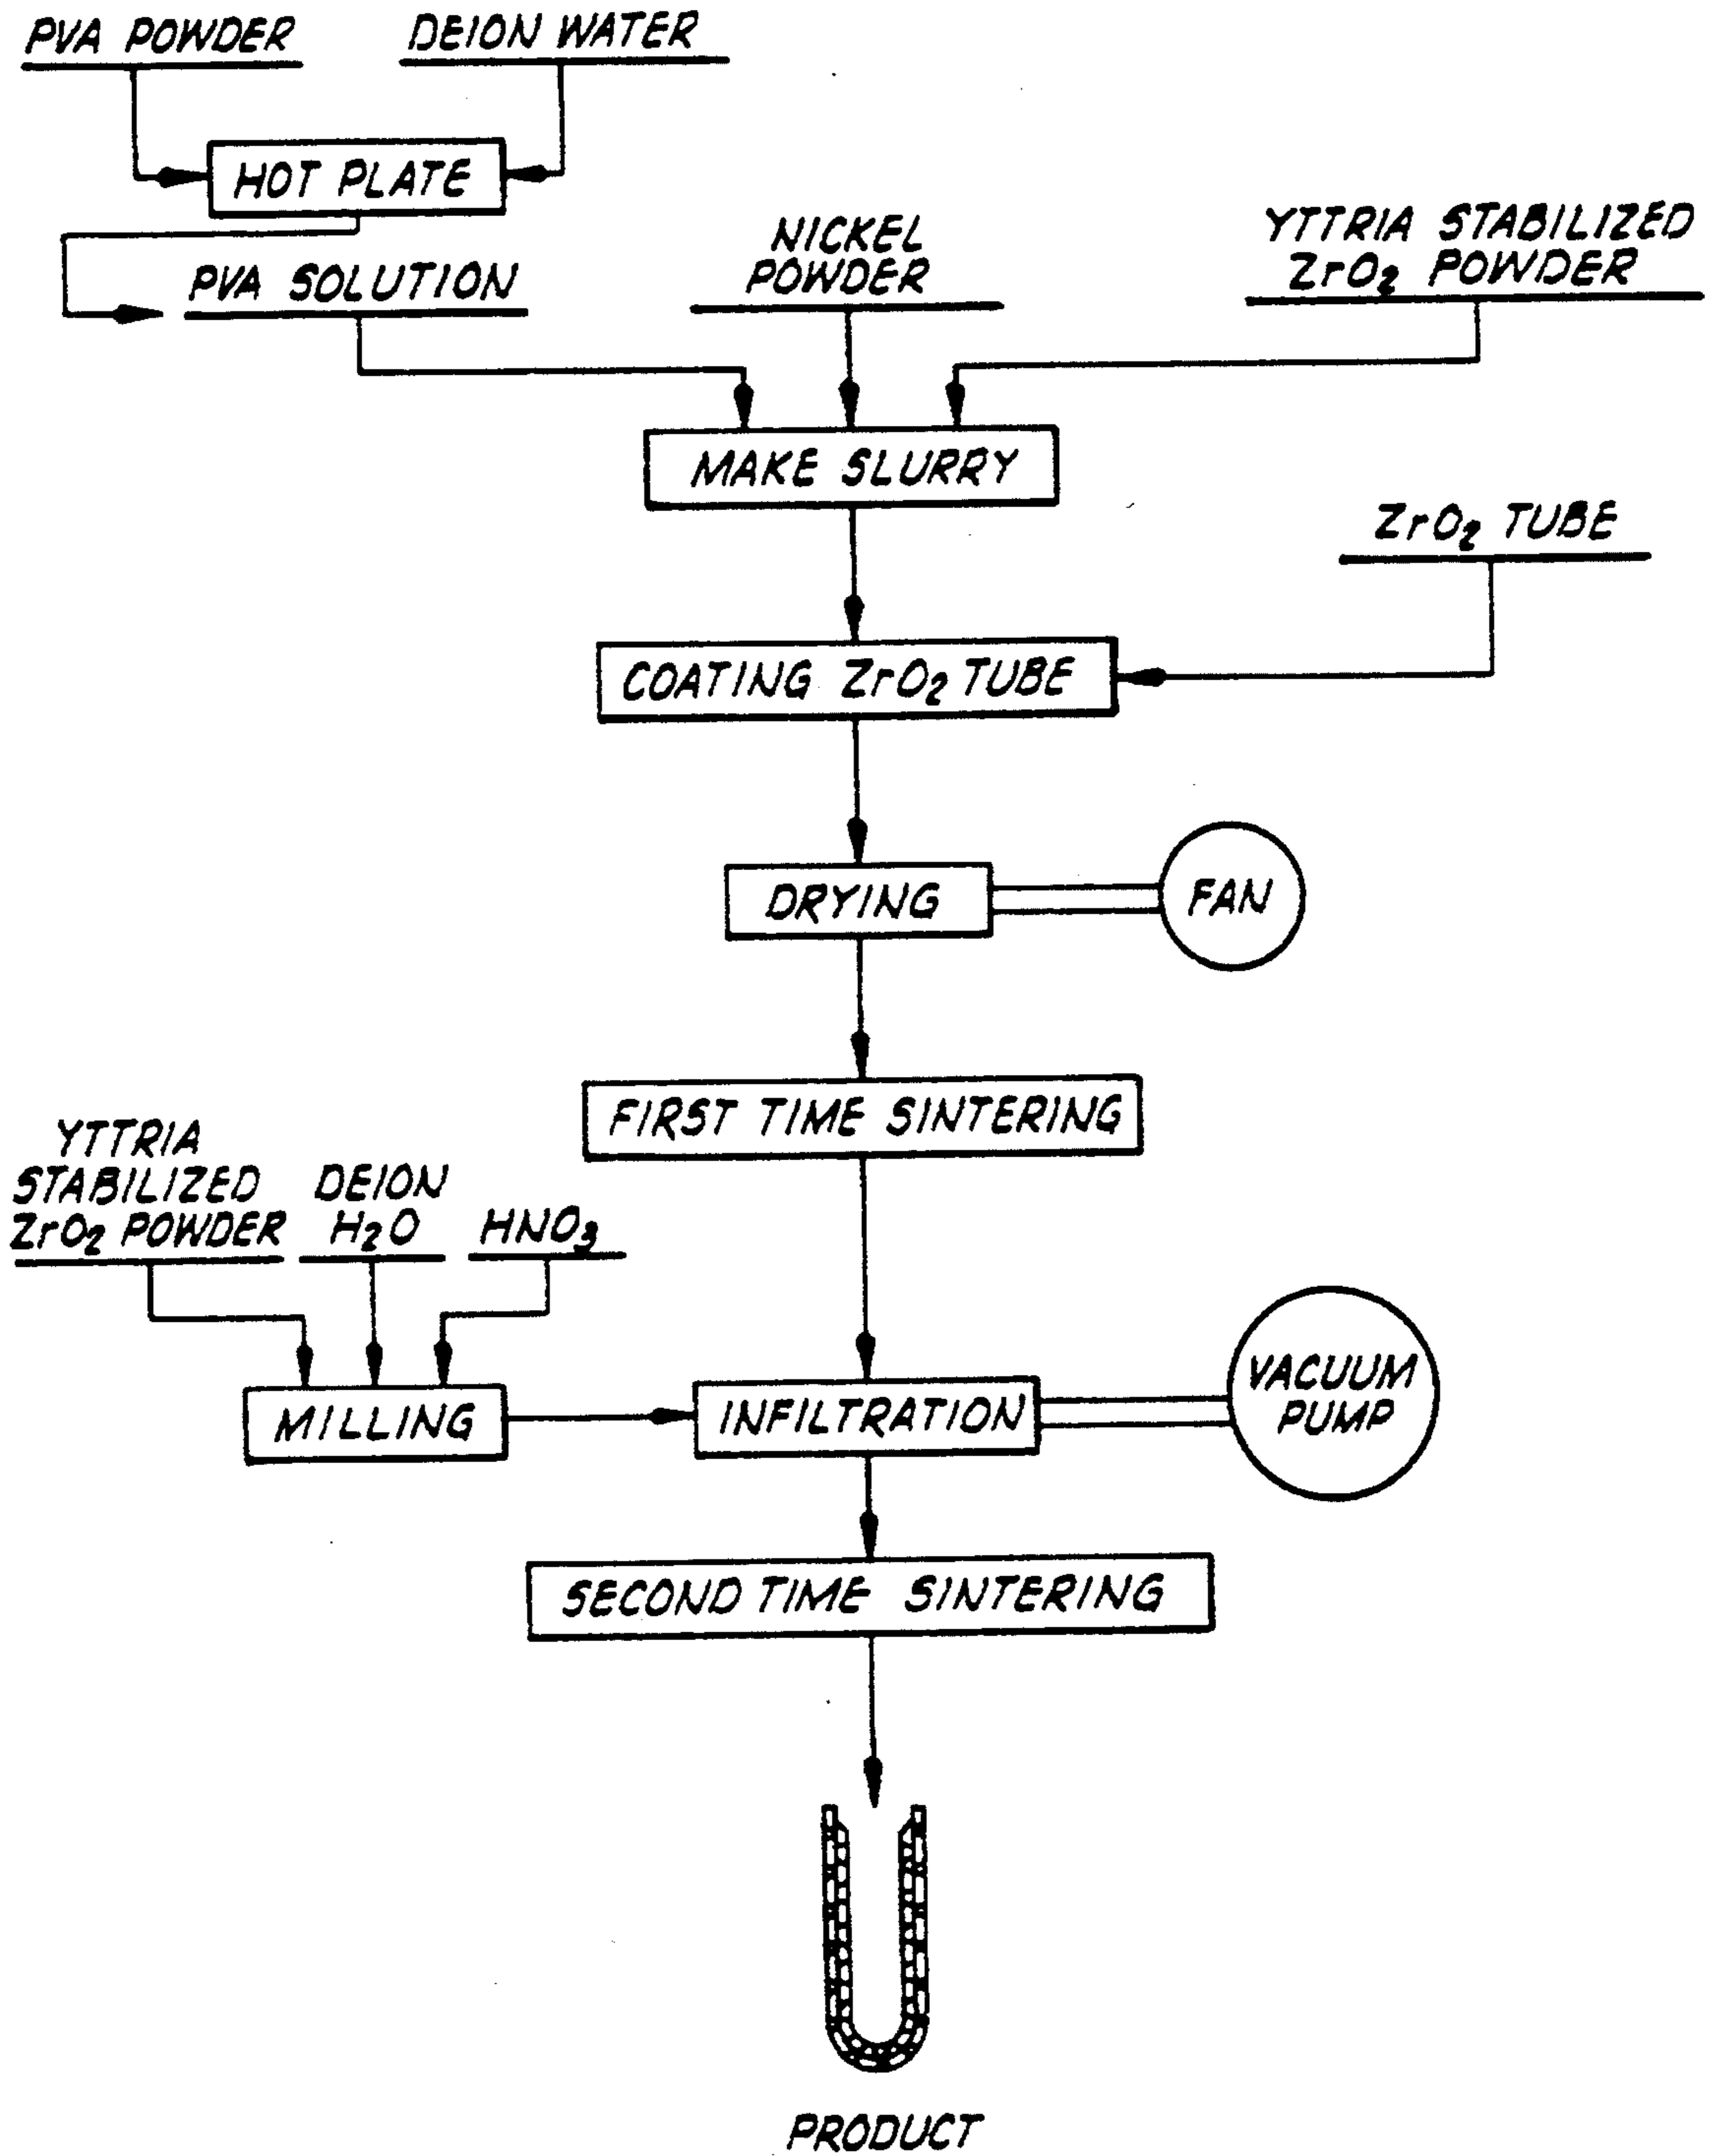 PVA POWDER
DEION WATER
HOT PLATE
PVA SOLUTION
NICKEL
POWDER
YTTRIA STABILIZED
ZrO₂ POWDER
MAKE SLURRY
ZrO₂ TUBE
COATING ZrO₂ TUBE
DRYING
FAN
FIRST TIME SINTERING
YTTRIA
STABILIZED
ZrO₂ POWDER
DEION
H₂O
HNO₃
MILLING
INFILTRATION
VACUUM
PUMP
SECOND TIME SINTERING
PRODUCT